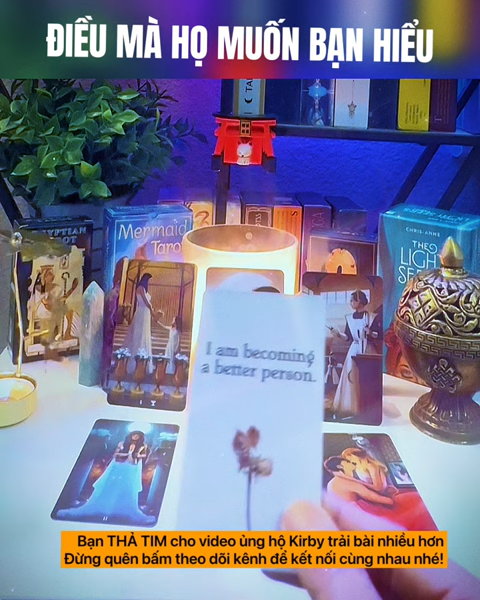 ĐIỀU MÀ HỌ MUỐN BẠN HIỂU
Mermaid
Tarot
CHRIS-ANNE
THE
LIGHT
I am becoming
a better person.
II
Bạn THẢ TIM cho video ủng hộ Kirby trải bài nhiều hơn
Đừng quên bấm theo dõi kênh để kết nối cùng nhau nhé!